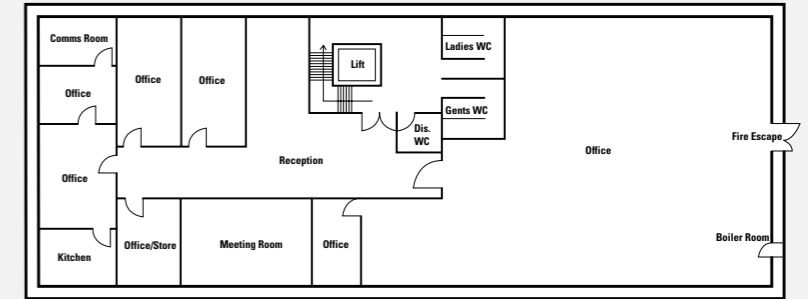 Comms Room
Ladies WC
Lift
Office
Office
Office
Gents WC
Dis.
WC
Fire Escape
Office
Reception
Office
Boiler Room
Office/Store
Meeting Room
Office
Kitchen